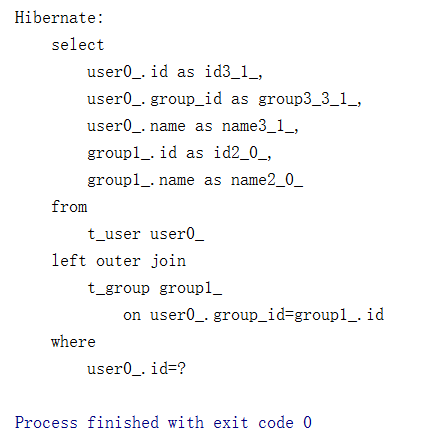 Hibernate:
    select
        user0_.id as id3_1_,
        user0_.group_id as group3_3_1_,
        user0_.name as name3_1_,
        group1_.id as id2_0_,
        group1_.name as name2_0_
    from
        t_user user0_
    left outer join
        t_group group1_
            on user0_.group_id=group1_.id
    where
        user0_.id=?
Process finished with exit code 0